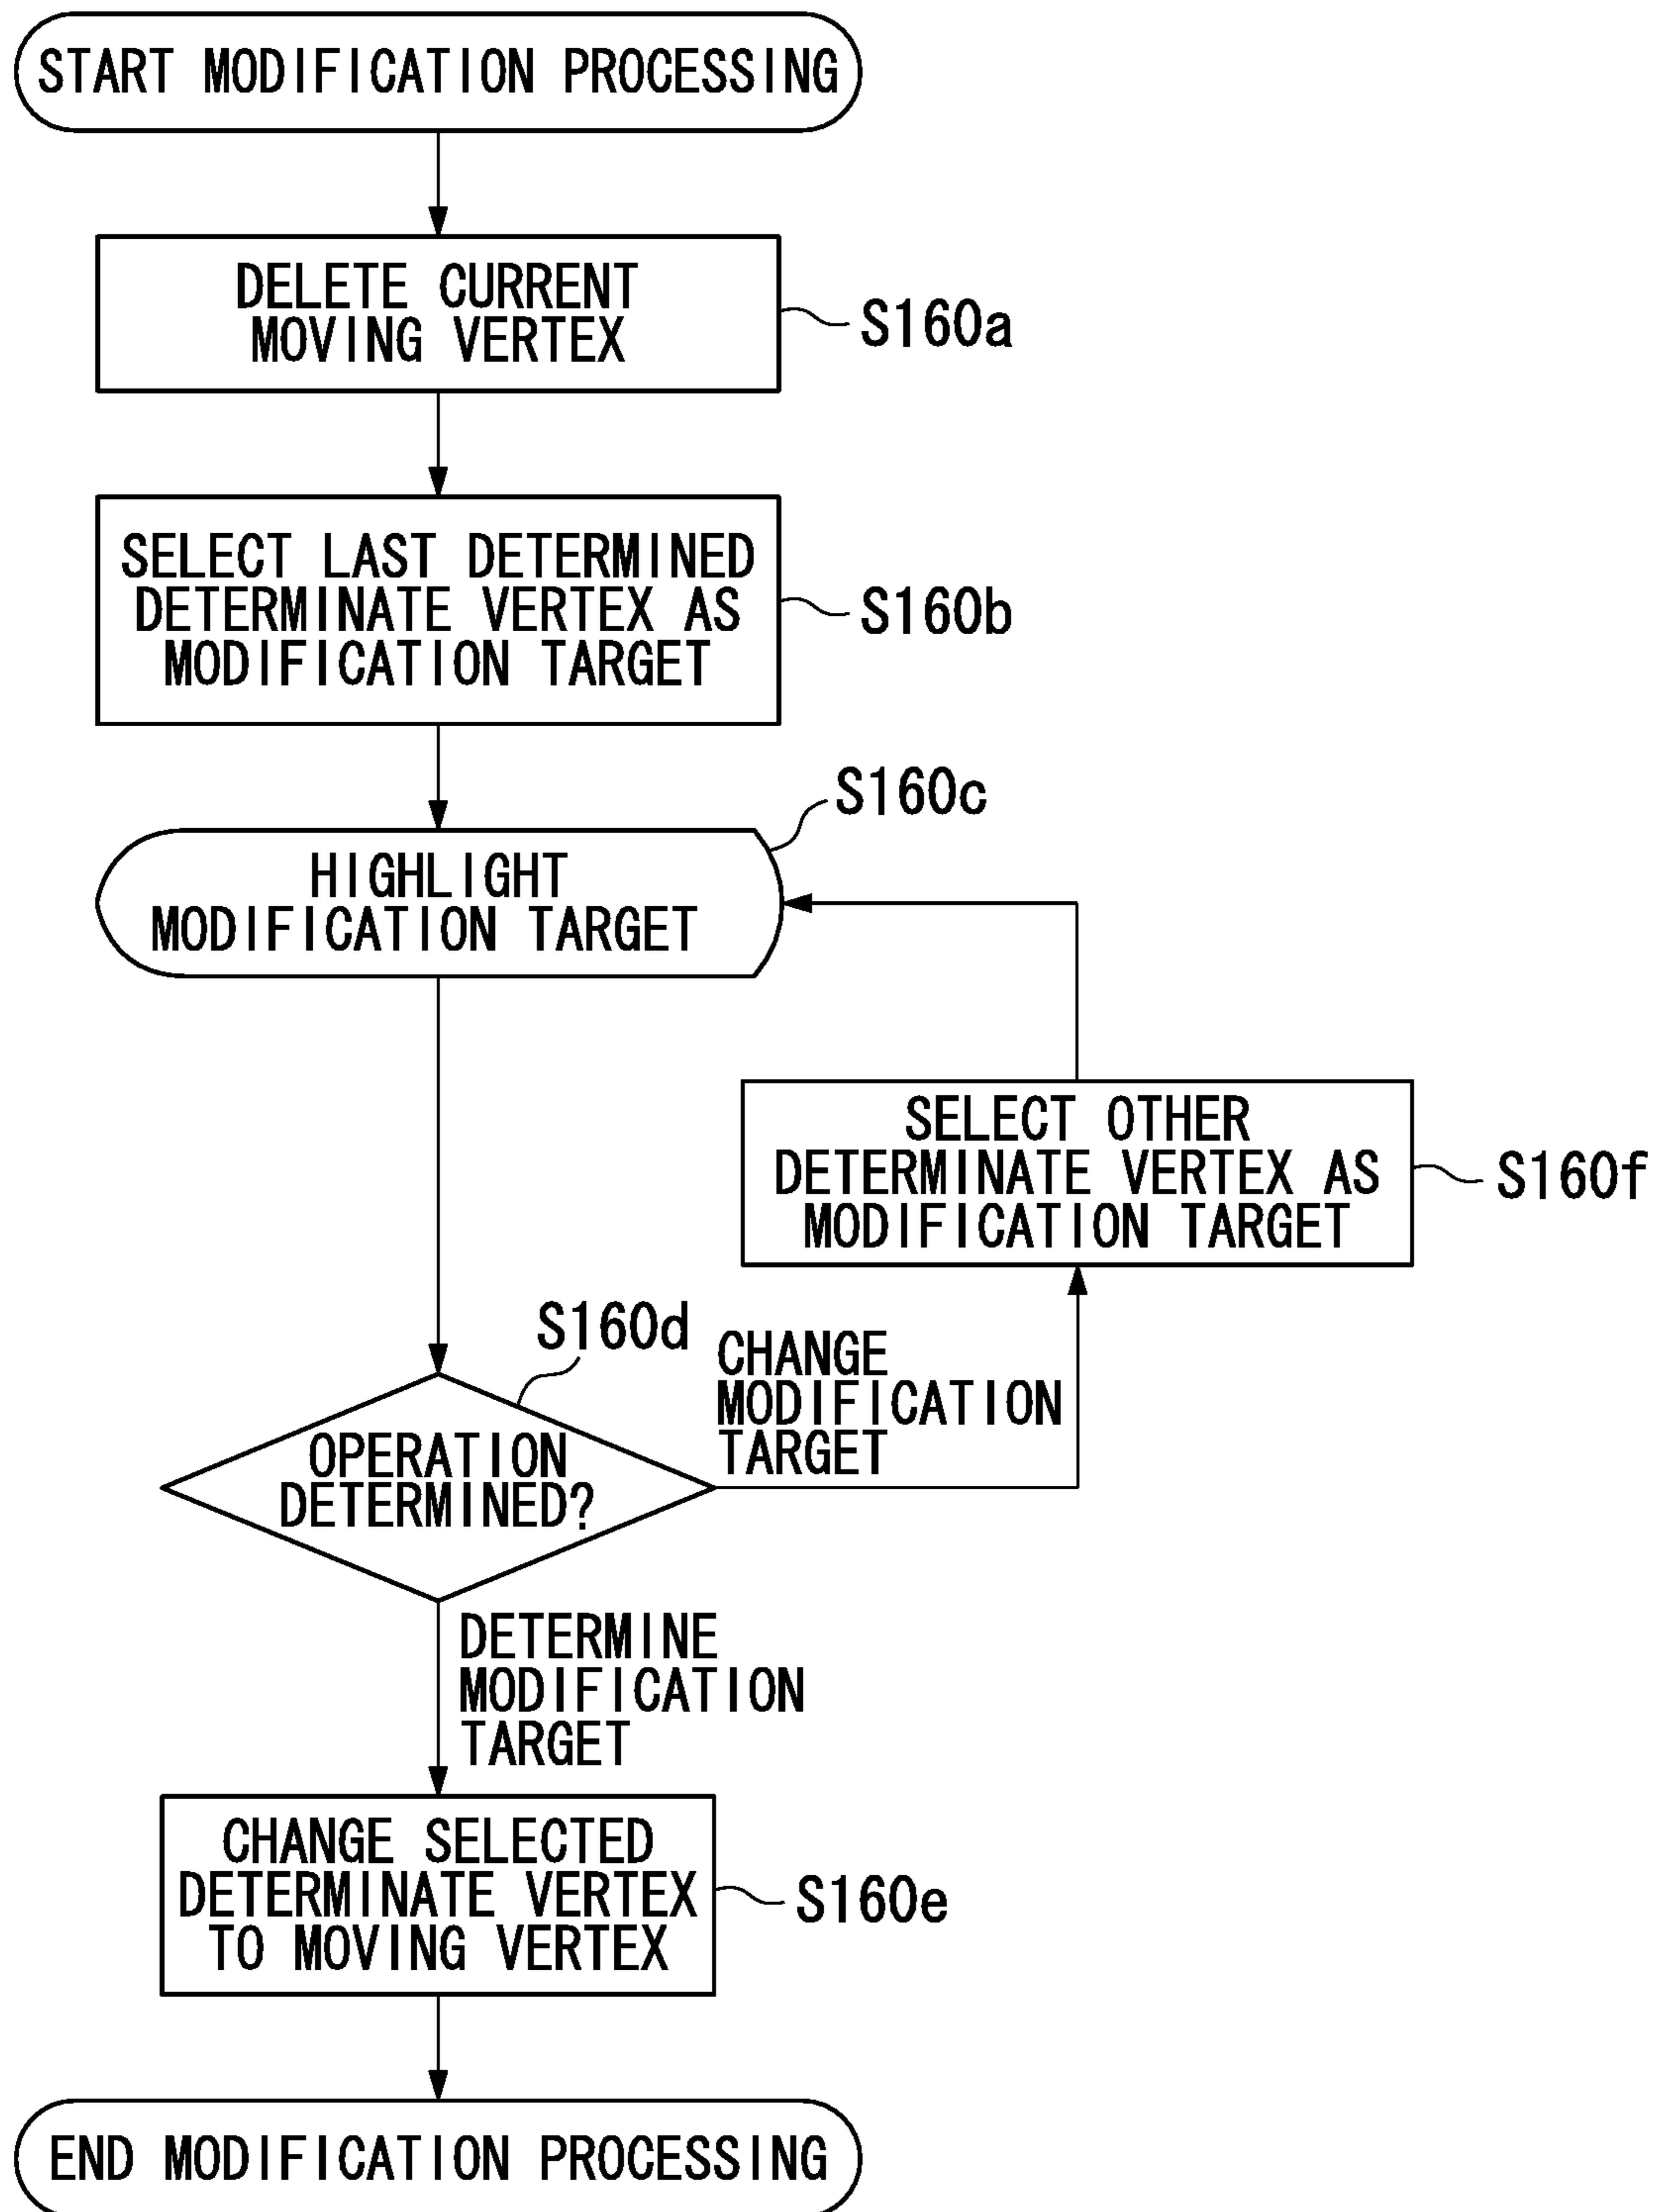 START MODIFICATION PROCESSING
DELETE CURRENT
MOVING VERTEX
S160a
SELECT LAST DETERMINED
DETERMINATE VERTEX AS
MODIFICATION TARGET
S160b
S160c
HIGHLIGHT
MODIFICATION TARGET
SELECT OTHER
DETERMINATE VERTEX AS
MODIFICATION TARGET
S160f
S160d
CHANGE
MODIFICATION
TARGET
OPERATION
DETERMINED?
DETERMINE
MODIFICATION
TARGET
CHANGE SELECTED
DETERMINATE VERTEX
TO MOVING VERTEX
S160e
END MODIFICATION PROCESSING